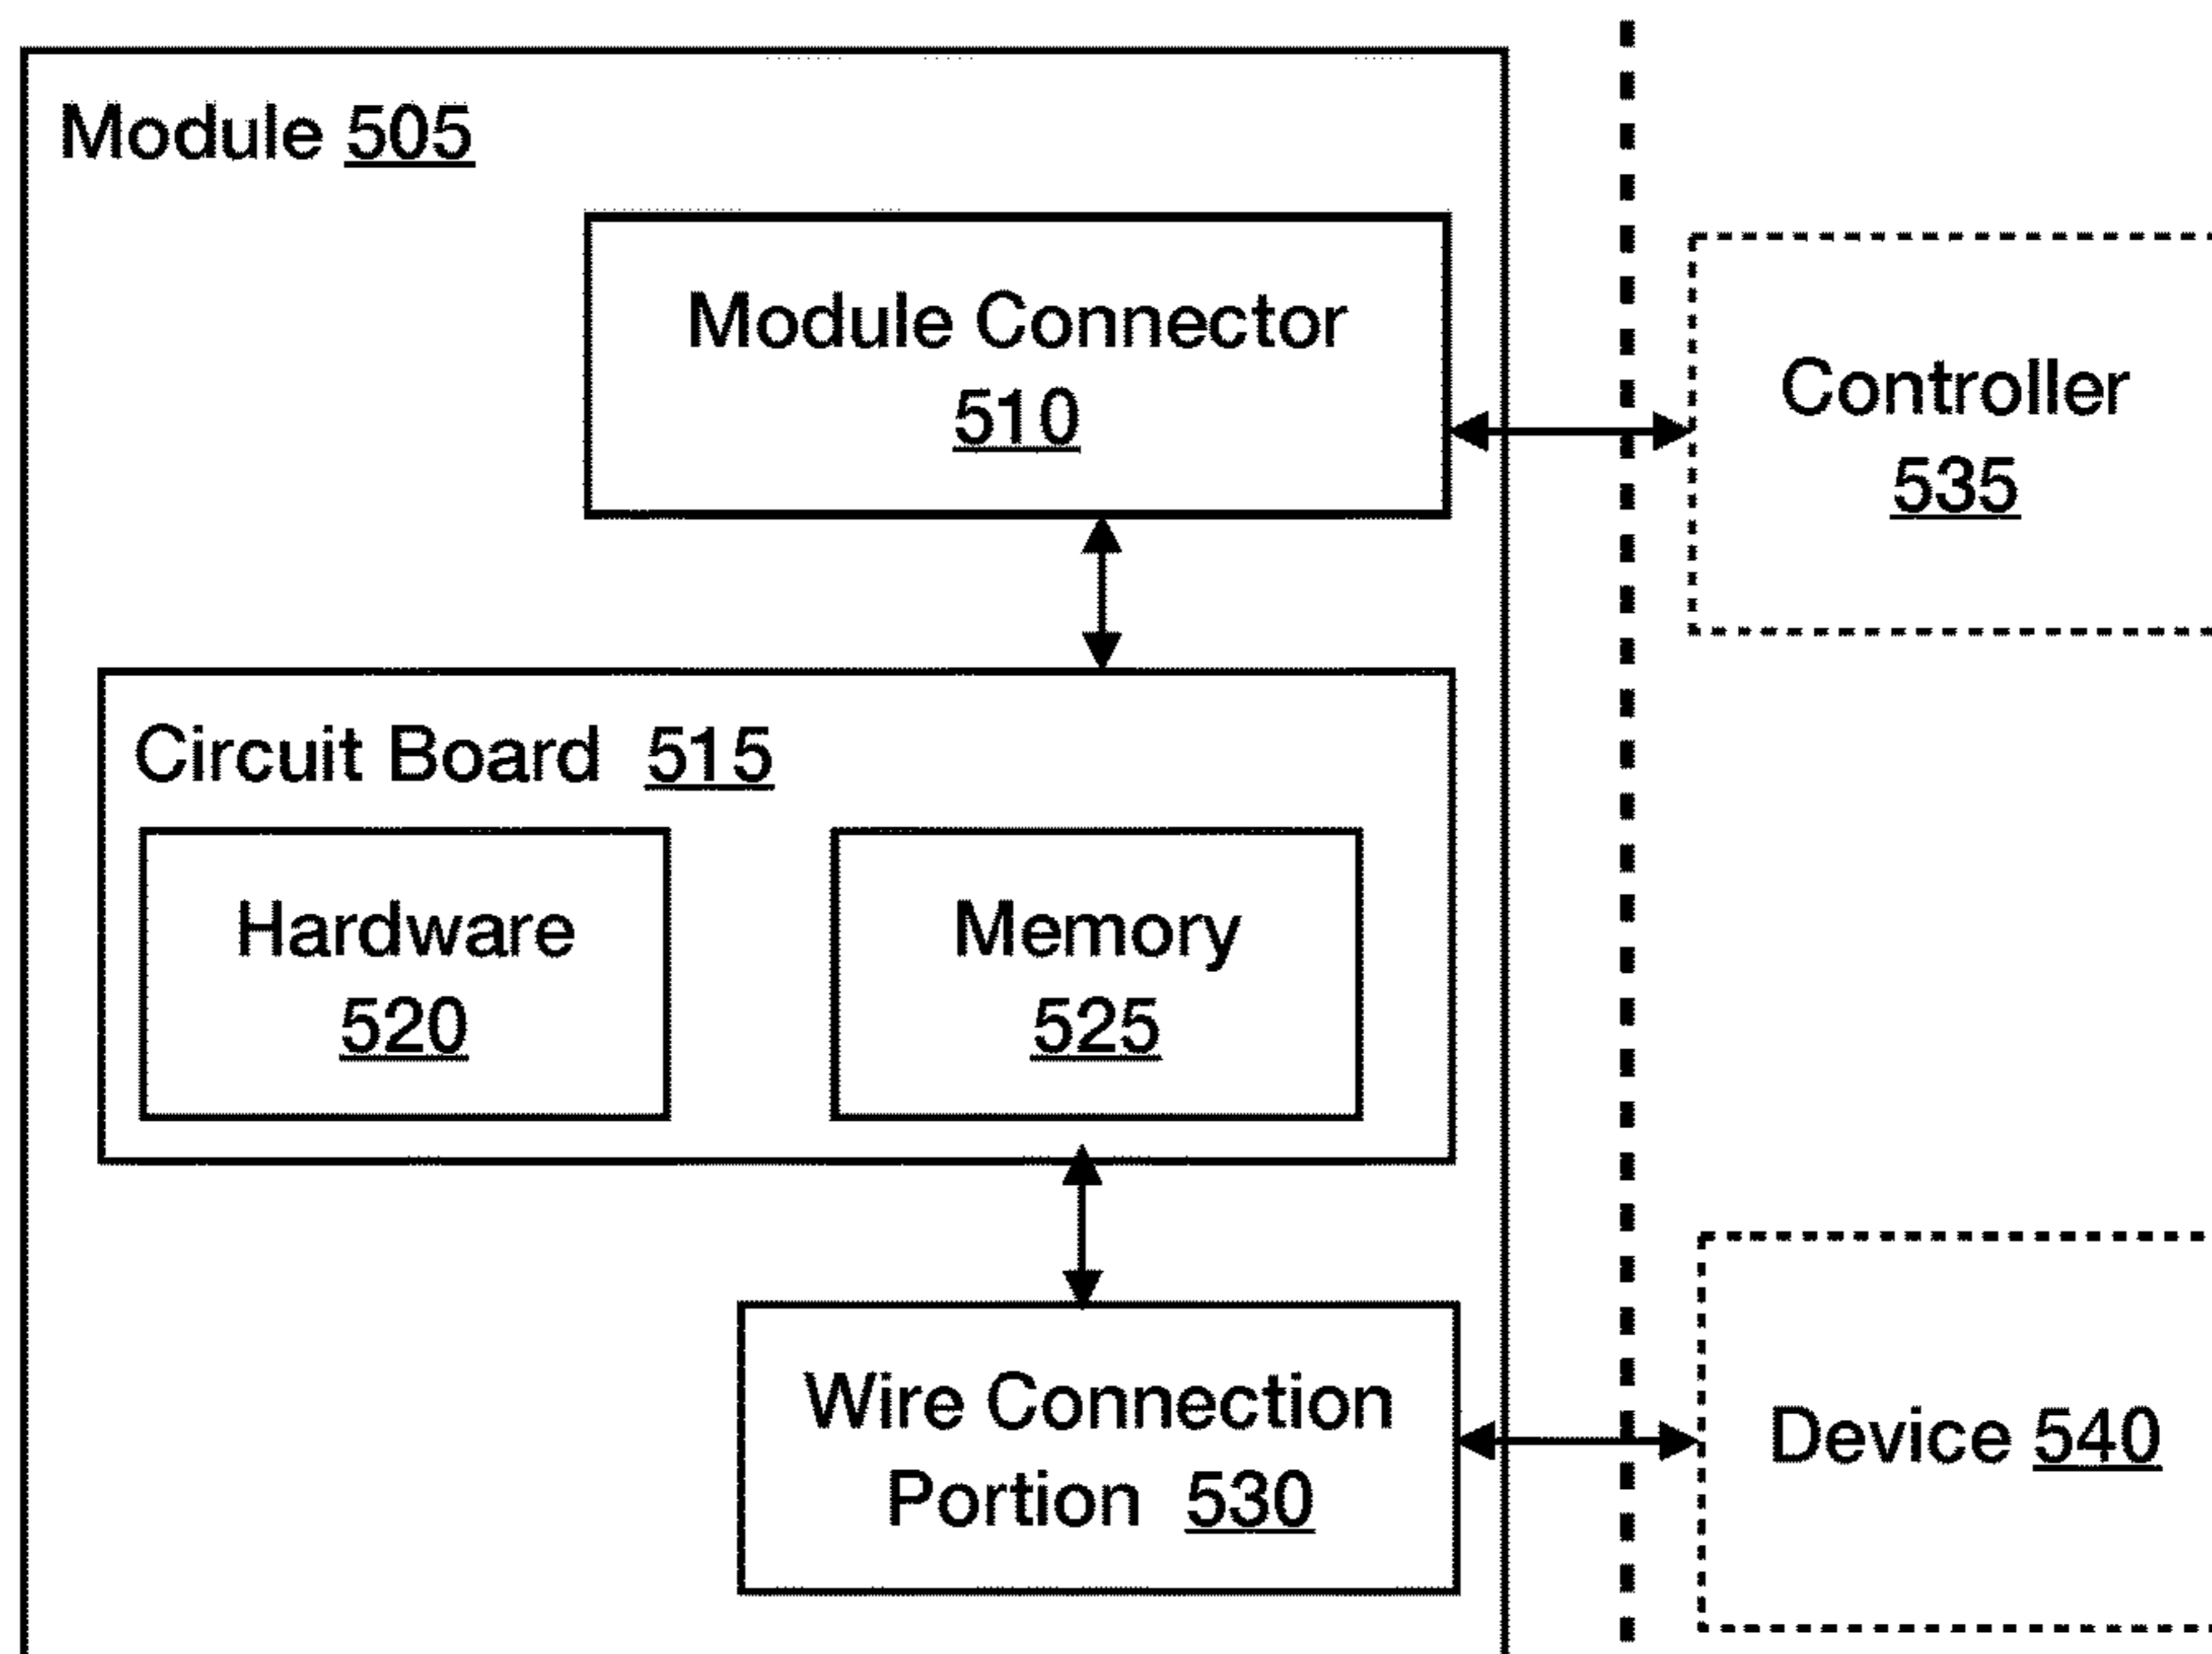 Module 505
Module Connector
510
Controller
535
Circuit Board 515
Hardware
520
Memory
525
Wire Connection
Portion 530
Device 540